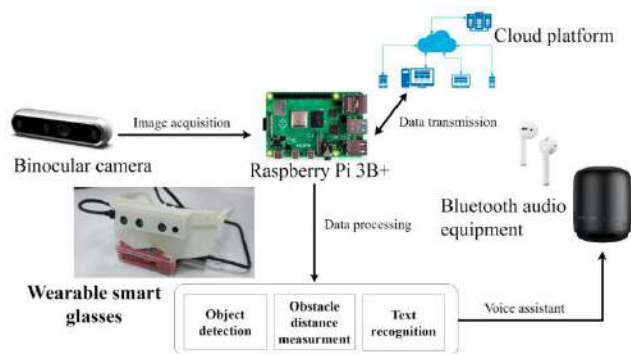 Cloud platform
Image acquisition
Data transmission
Binocular camera
Raspberry Pi 3B+
Bluetooth audio
equipment
Data processing
Wearable smart
glasses
Object
detection
Obstacle
distance
measurment
Text
recognition
Voice assistant